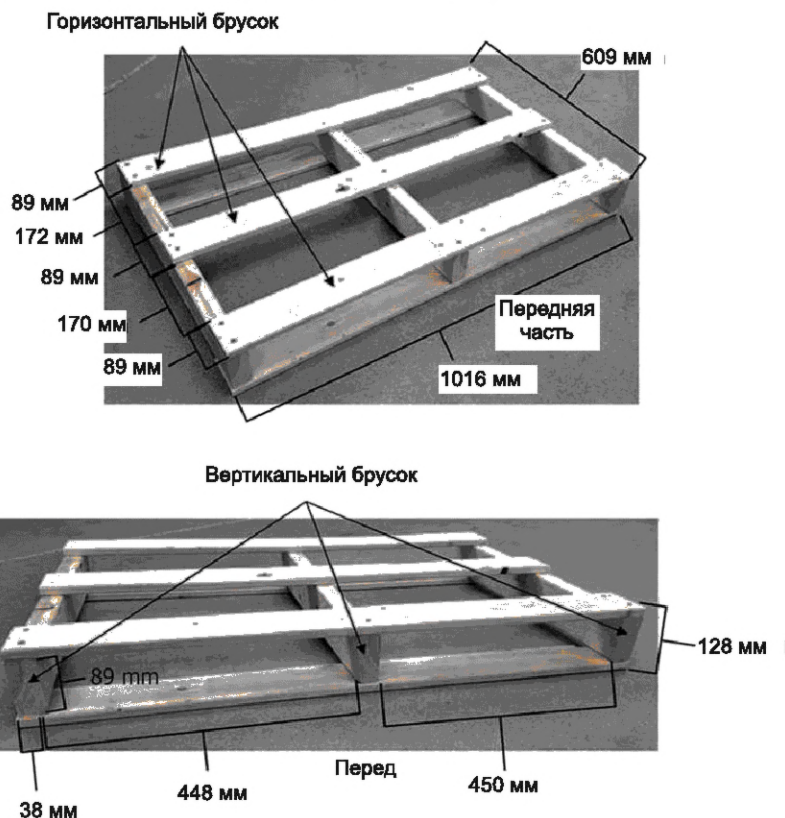 Горизонтальный брусок
609 мм
89 мм
172 мм
89 мм
170 мм
89 мм
Передняя
часть
1016 мм
Вертикальный брусок
89 mm
128 мм
Перед
448 мм
450 мм
38 мм